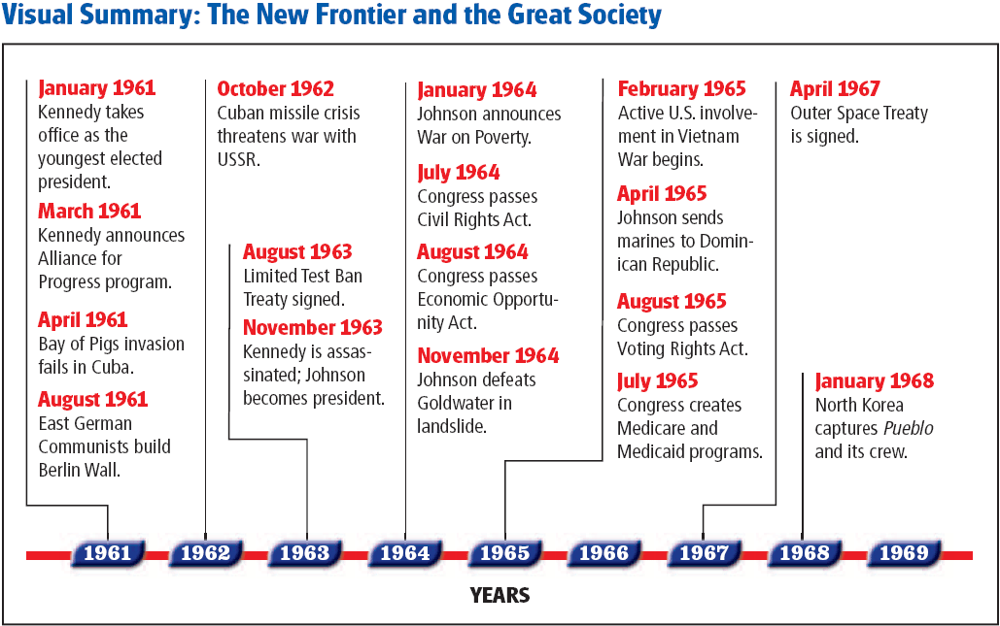 Visual Summary: The New Frontier and the Great Society
January 1961
Kennedy takes
office as the
youngest elected
president.
March 1961
Kennedy announces
Alliance for
Progress program.
April 1961
Bay of Pigs invasion
fails in Cuba.
August 1961
East German
Communists build
Berlin Wall.
October 1962
Cuban missile crisis
threatens war with
USSR.
August 1963
Limited Test Ban
Treaty signed.
November 1963
Kennedy is assas-
sinated; Johnson
becomes president.
January 1964
Johnson announces
War on Poverty.
July 1964
Congress passes
Civil Rights Act.
August 1964
Congress passes
Economic Opportu-
nity Act.
November 1964
Johnson defeats
Goldwater in
landslide.
February 1965
Active U.S. involve-
ment in Vietnam
War begins.
April 1965
Johnson sends
marines to Domin-
ican Republic.
August 1965
Congress passes
Voting Rights Act.
July 1965
Congress creates
Medicare and
Medicaid programs.
April 1967
Outer Space Treaty
is signed.
January 1968
North Korea
captures Pueblo
and its crew.
1961 1962 1963 1964 1965 1966 1967 1968 1969
YEARS